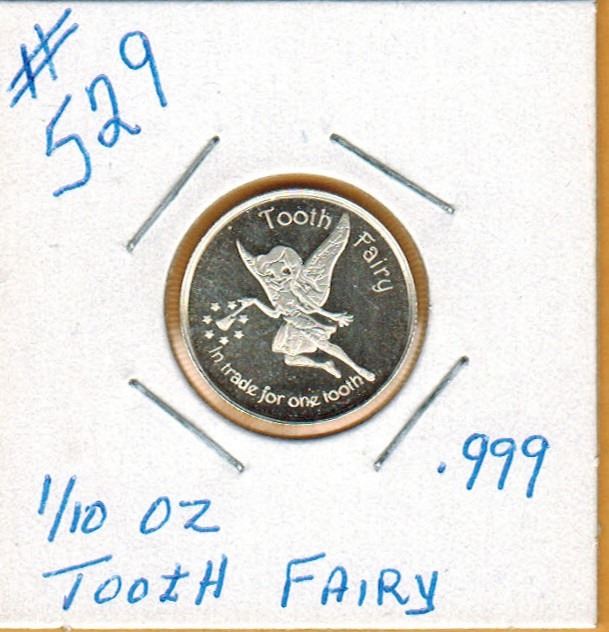 #
529
Tooth Fairy
In trade for one tooth
.999
1/10 OZ
TOOTH FAIRY